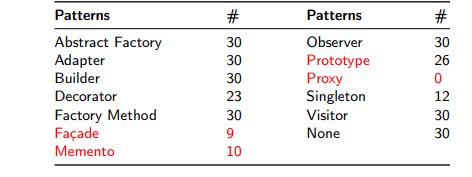 Patterns # Patterns #
Abstract Factory 30 Observer 30
Adapter 30 Prototype 26
Builder 30 Proxy 0
Decorator 23 Singleton 12
Factory Method 30 Visitor 30
Façade 9 None 30
Memento 10